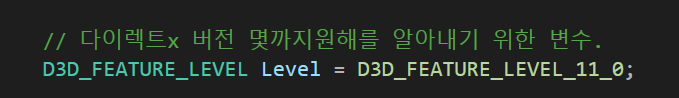 // 다이렉트x 버전 몇까지원해를 알아내기 위한 변수.
D3D_FEATURE_LEVEL Level = D3D_FEATURE_LEVEL_11_0;